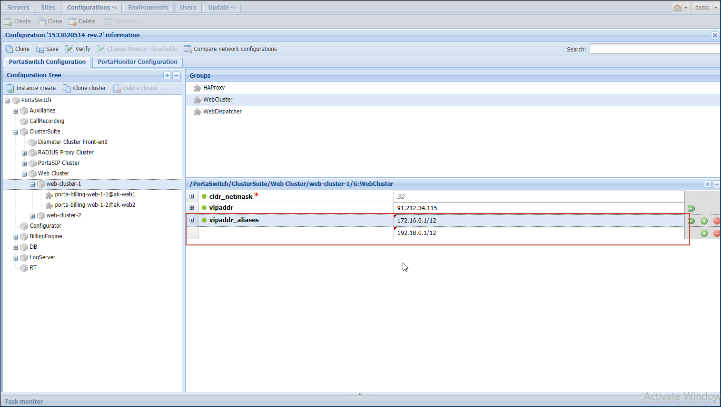 Servers Sites Configurations Environments Users Update demo
Create Clone Delete Compare
Configuration '1533020514 rev.2' information
Clone Save Verify Change Monitor Thresholds Compare network configurations Search:
PortaSwitch Configuration PortaMonitor Configuration
Configuration Tree
Groups
Instance create Clone cluster Delete cluster
HAProxy
PortaSwitch
WebCluster
Auxiliaries
WebDispatcher
CallRecording
ClusterSuite
Diameter Cluster Front-end
RADIUS Proxy Cluster
PortaSIP Cluster
Web Cluster
web-cluster-1
/PortaSwitch/ClusterSuite/Web Cluster/web-cluster-1/G:WebCluster
porta-billing-web-1-1@ak-web1
cidr_netmask * 32
porta-billing-web-1-2@ak-web2
vipaddr 91.212.34.115
web-cluster-2
vipaddr_aliases 172.16.0.1/12
Configurator
192.18.0.1/12
BillingEngine
DB
LogServer
RT
Activate Window
Task monitor